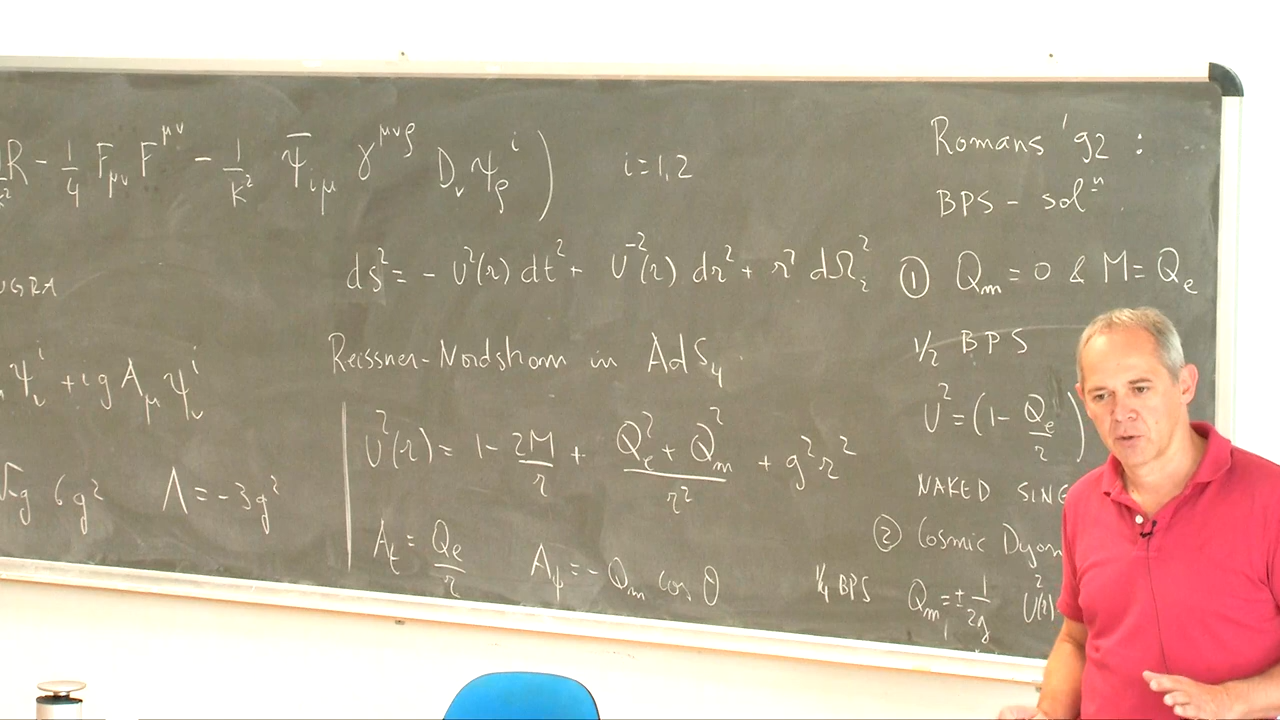 R - 1/4 F_μν F^μν - 1/κ² ψ̄_iμ γ^μνρ D_ν ψ_ρ^i ) i=1,2
ds² = - U²(r) dt² + U⁻²(r) dr² + r² dΩ₂²
UGRA
Reissner-Nordstrom in AdS₄
ψ_ν^i + ig A_μ ψ_ν^i
U²(r) = 1 - 2M/r + (Q_e² + Q_m²)/r² + g²r²
√-g 6g² Λ = -3g²
A_t = Q_e/r A_φ = - Q_m cos θ
Romans '92 :
BPS - solⁿ
① Q_m = 0 & M = Q_e
1/2 BPS
U² = (1 - Q_e/r)
NAKED SING
② Cosmic Dyon
1/4 BPS Q_m = ± 1/2g U²(r)